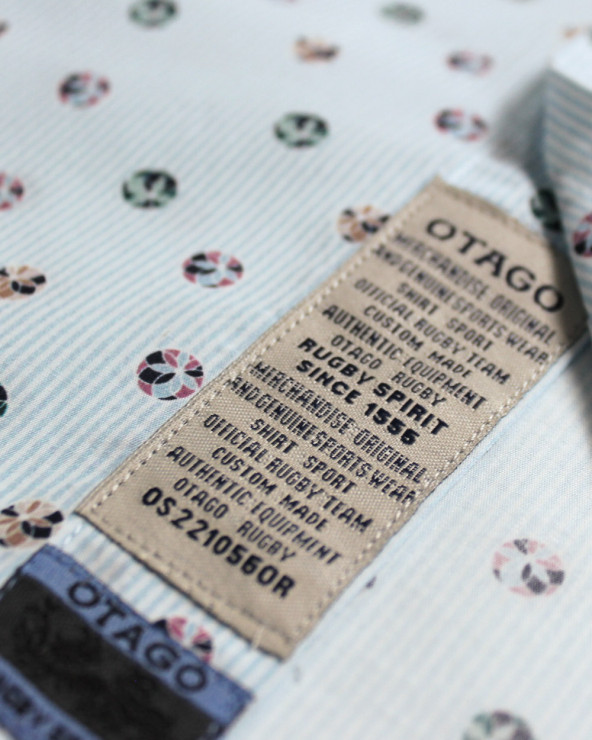 OTAGO
MERCHANDISE ORIGINAL
AND GENUINE SPORTS WEAR
SHIRT SPORT
OFFICIAL RUGBY TEAM
CUSTOM MADE
AUTHENTIC EQUIPMENT
OTAGO RUGBY
RUGBY SPIRIT
SINCE 1556
MERCHANDISE ORIGINAL
AND GENUINE SPORTS WEAR
SHIRT SPORT
OFFICIAL RUGBY TEAM
CUSTOM MADE
AUTHENTIC EQUIPMENT
OTAGO RUGBY
OS2210560R
OTAGO